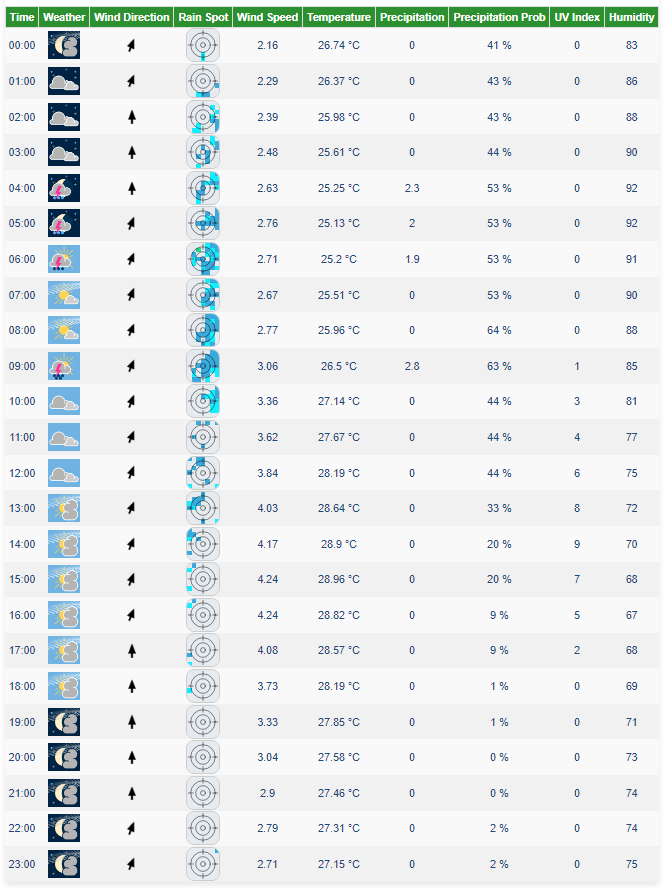 Time Weather Wind Direction Rain Spot Wind Speed Temperature Precipitation Precipitation Prob UV Index Humidity
00:00 2.16 26.74 °C 0 41 % 0 83
01:00 2.29 26.37 °C 0 43 % 0 86
02:00 2.39 25.98 °C 0 43 % 0 88
03:00 2.48 25.61 °C 0 44 % 0 90
04:00 2.63 25.25 °C 2.3 53 % 0 92
05:00 2.76 25.13 °C 2 53 % 0 92
06:00 2.71 25.2 °C 1.9 53 % 0 91
07:00 2.67 25.51 °C 0 53 % 0 90
08:00 2.77 25.96 °C 0 64 % 0 88
09:00 3.06 26.5 °C 2.8 63 % 1 85
10:00 3.36 27.14 °C 0 44 % 3 81
11:00 3.62 27.67 °C 0 44 % 4 77
12:00 3.84 28.19 °C 0 44 % 6 75
13:00 4.03 28.64 °C 0 33 % 8 72
14:00 4.17 28.9 °C 0 20 % 9 70
15:00 4.24 28.96 °C 0 20 % 7 68
16:00 4.24 28.82 °C 0 9 % 5 67
17:00 4.08 28.57 °C 0 9 % 2 68
18:00 3.73 28.19 °C 0 1 % 0 69
19:00 3.33 27.85 °C 0 1 % 0 71
20:00 3.04 27.58 °C 0 0 % 0 73
21:00 2.9 27.46 °C 0 0 % 0 74
22:00 2.79 27.31 °C 0 2 % 0 74
23:00 2.71 27.15 °C 0 2 % 0 75